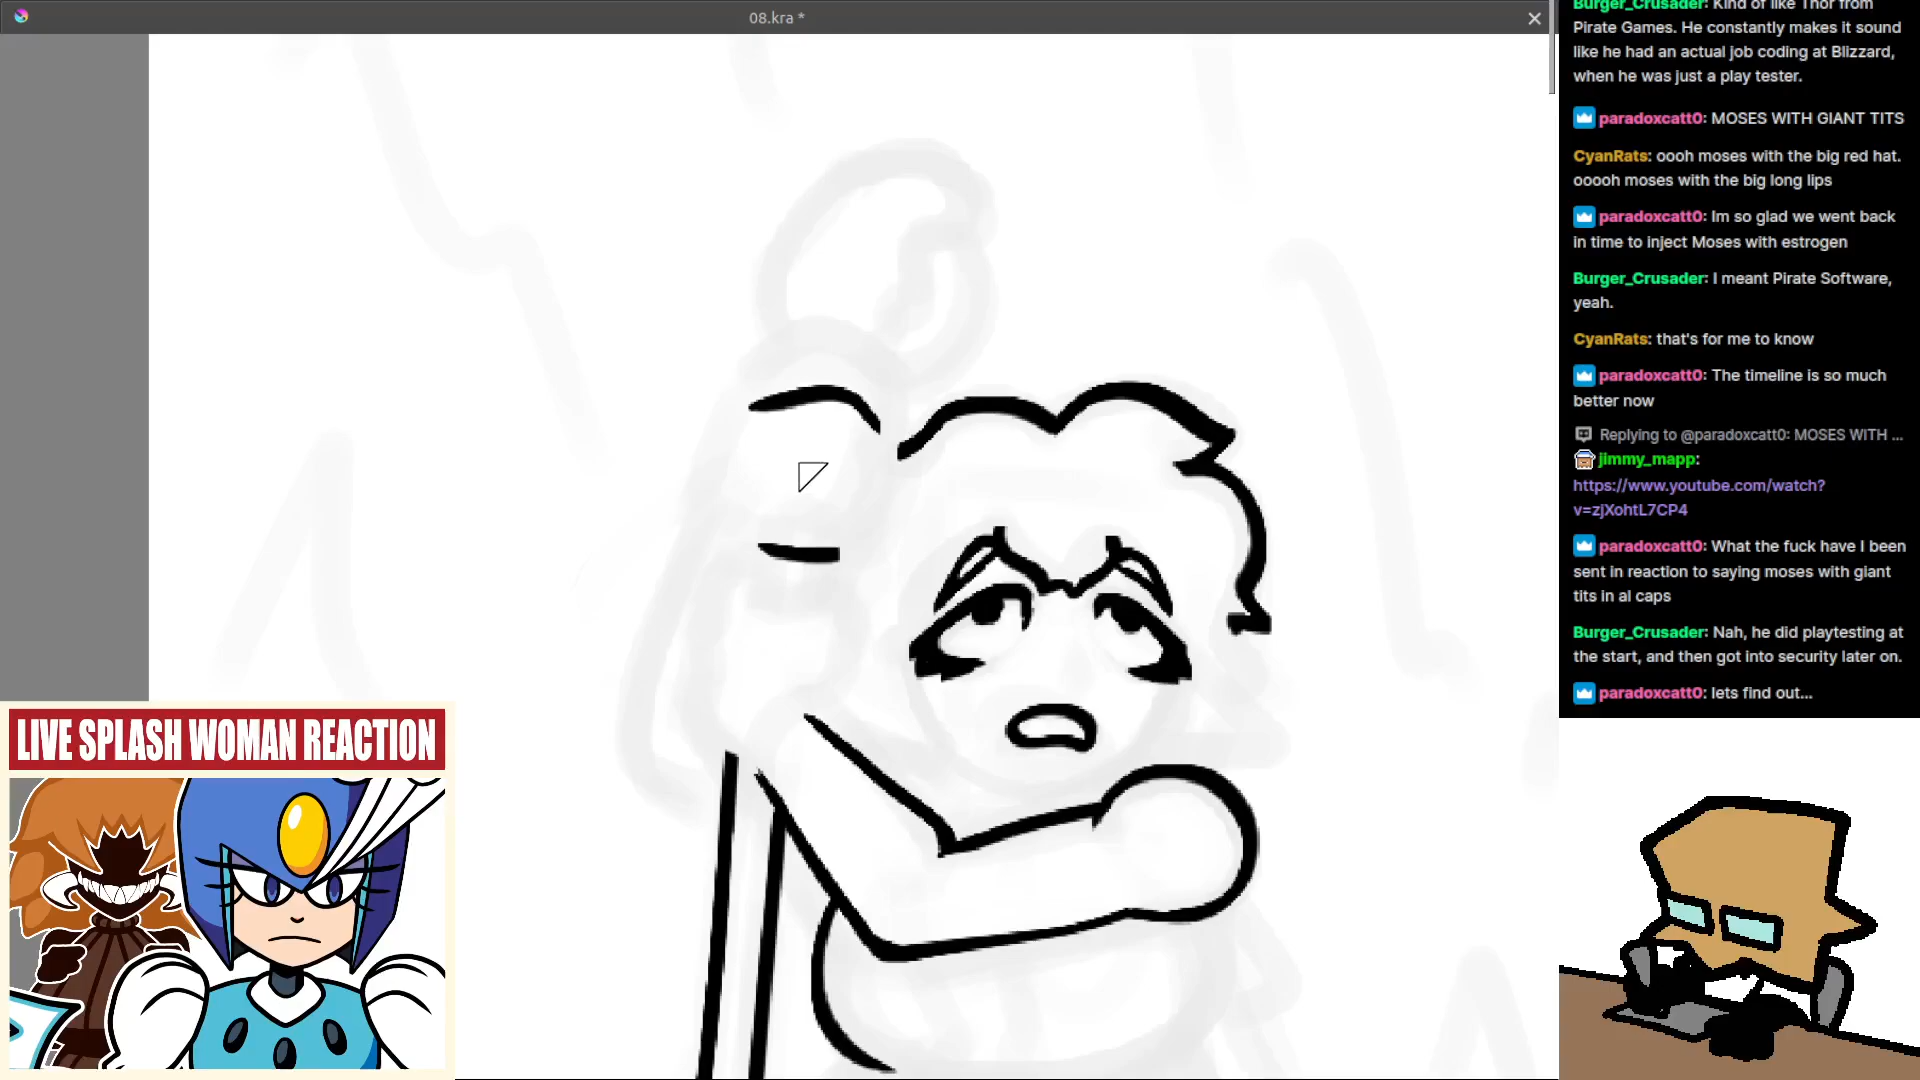 08.kra *
Burger_Crusader: Kind of like Thor from
Pirate Games. He constantly makes it sound
like he had an actual job coding at Blizzard,
when he was just a play tester.
paradoxcatt0: MOSES WITH GIANT TITS
CyanRats: oooh moses with the big red hat.
ooooh moses with the big long lips
paradoxcatt0: Im so glad we went back
in time to inject Moses with estrogen
Burger_Crusader: I meant Pirate Software,
yeah.
CyanRats: that's for me to know
paradoxcatt0: The timeline is so much
better now
Replying to @paradoxcatt0: MOSES WITH ...
jimmy_mapp:
https://www.youtube.com/watch?
v=zjXohtL7CP4
paradoxcatt0: What the fuck have I been
sent in reaction to saying moses with giant
tits in al caps
Burger_Crusader: Nah, he did playtesting at
the start, and then got into security later on.
paradoxcatt0: lets find out...
LIVE SPLASH WOMAN REACTION